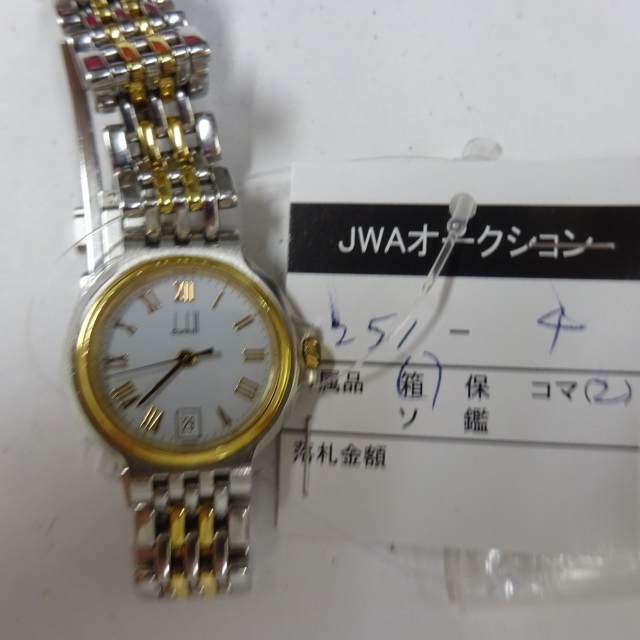 JWAオークション
251 - 4
属品 箱 保 コマ(2)
ソ 鑑
落札金額